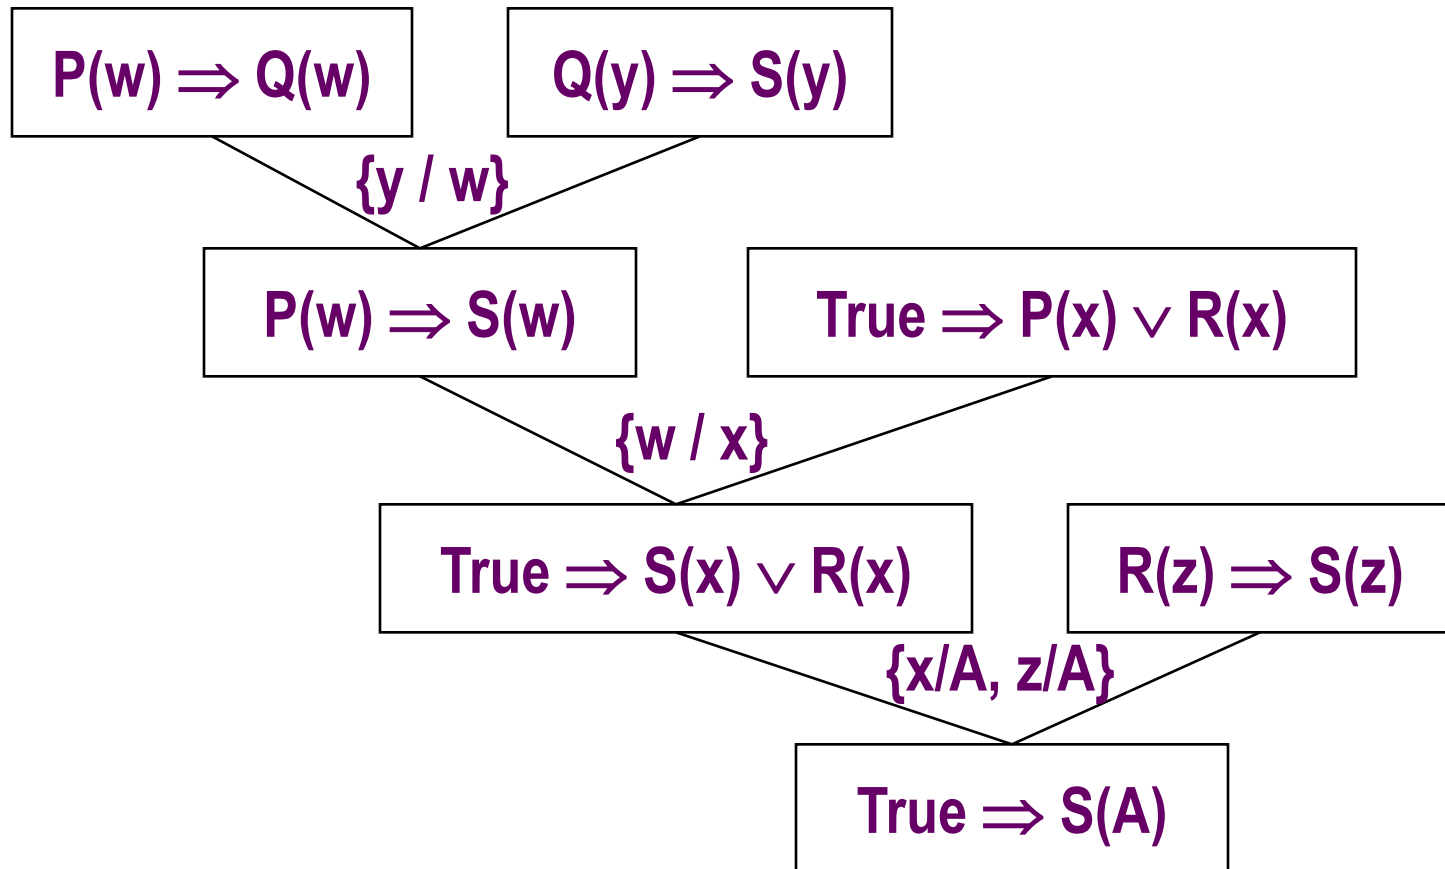 P(w) ⇒ Q(w)
Q(y) ⇒ S(y)
{y / w}
P(w) ⇒ S(w)
True ⇒ P(x) ∨ R(x)
{w / x}
True ⇒ S(x) ∨ R(x)
R(z) ⇒ S(z)
{x/A, z/A}
True ⇒ S(A)